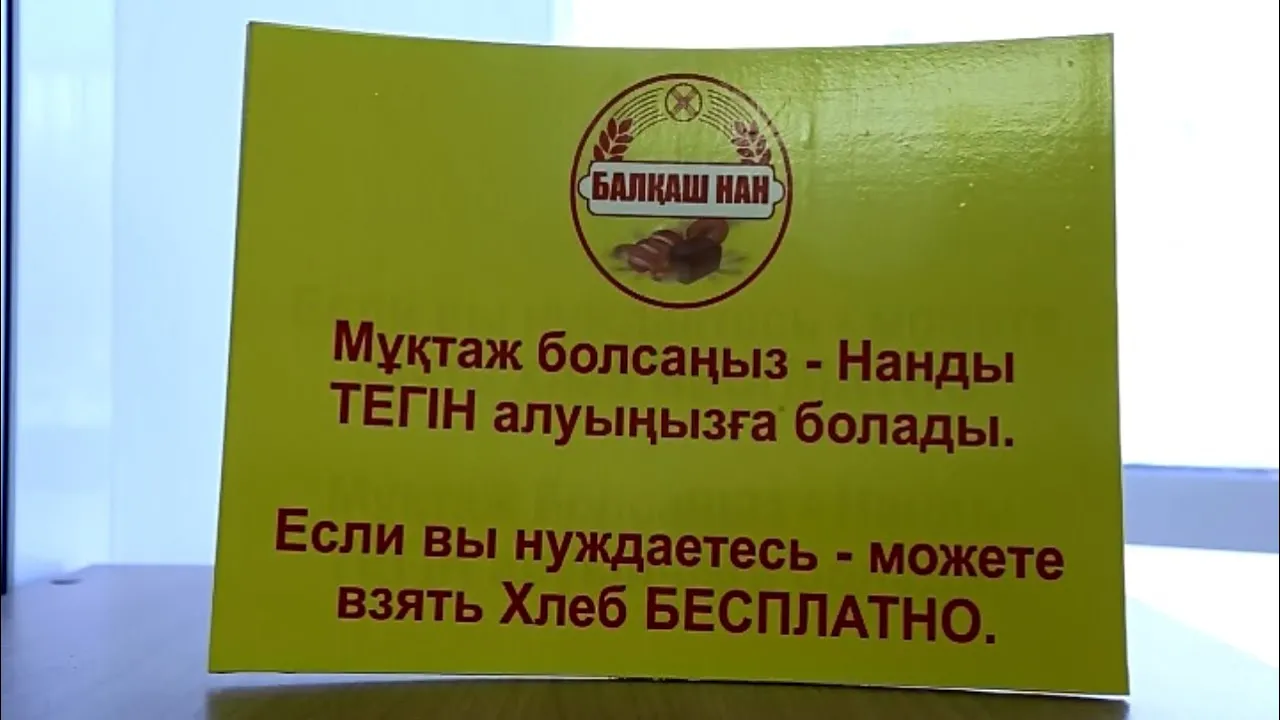 БАЛҚАШ НАН
Мұқтаж болсаңыз - Нанды
ТЕГІН алуыңызға болады.
Если вы нуждаетесь - можете
взять Хлеб БЕСПЛАТНО.